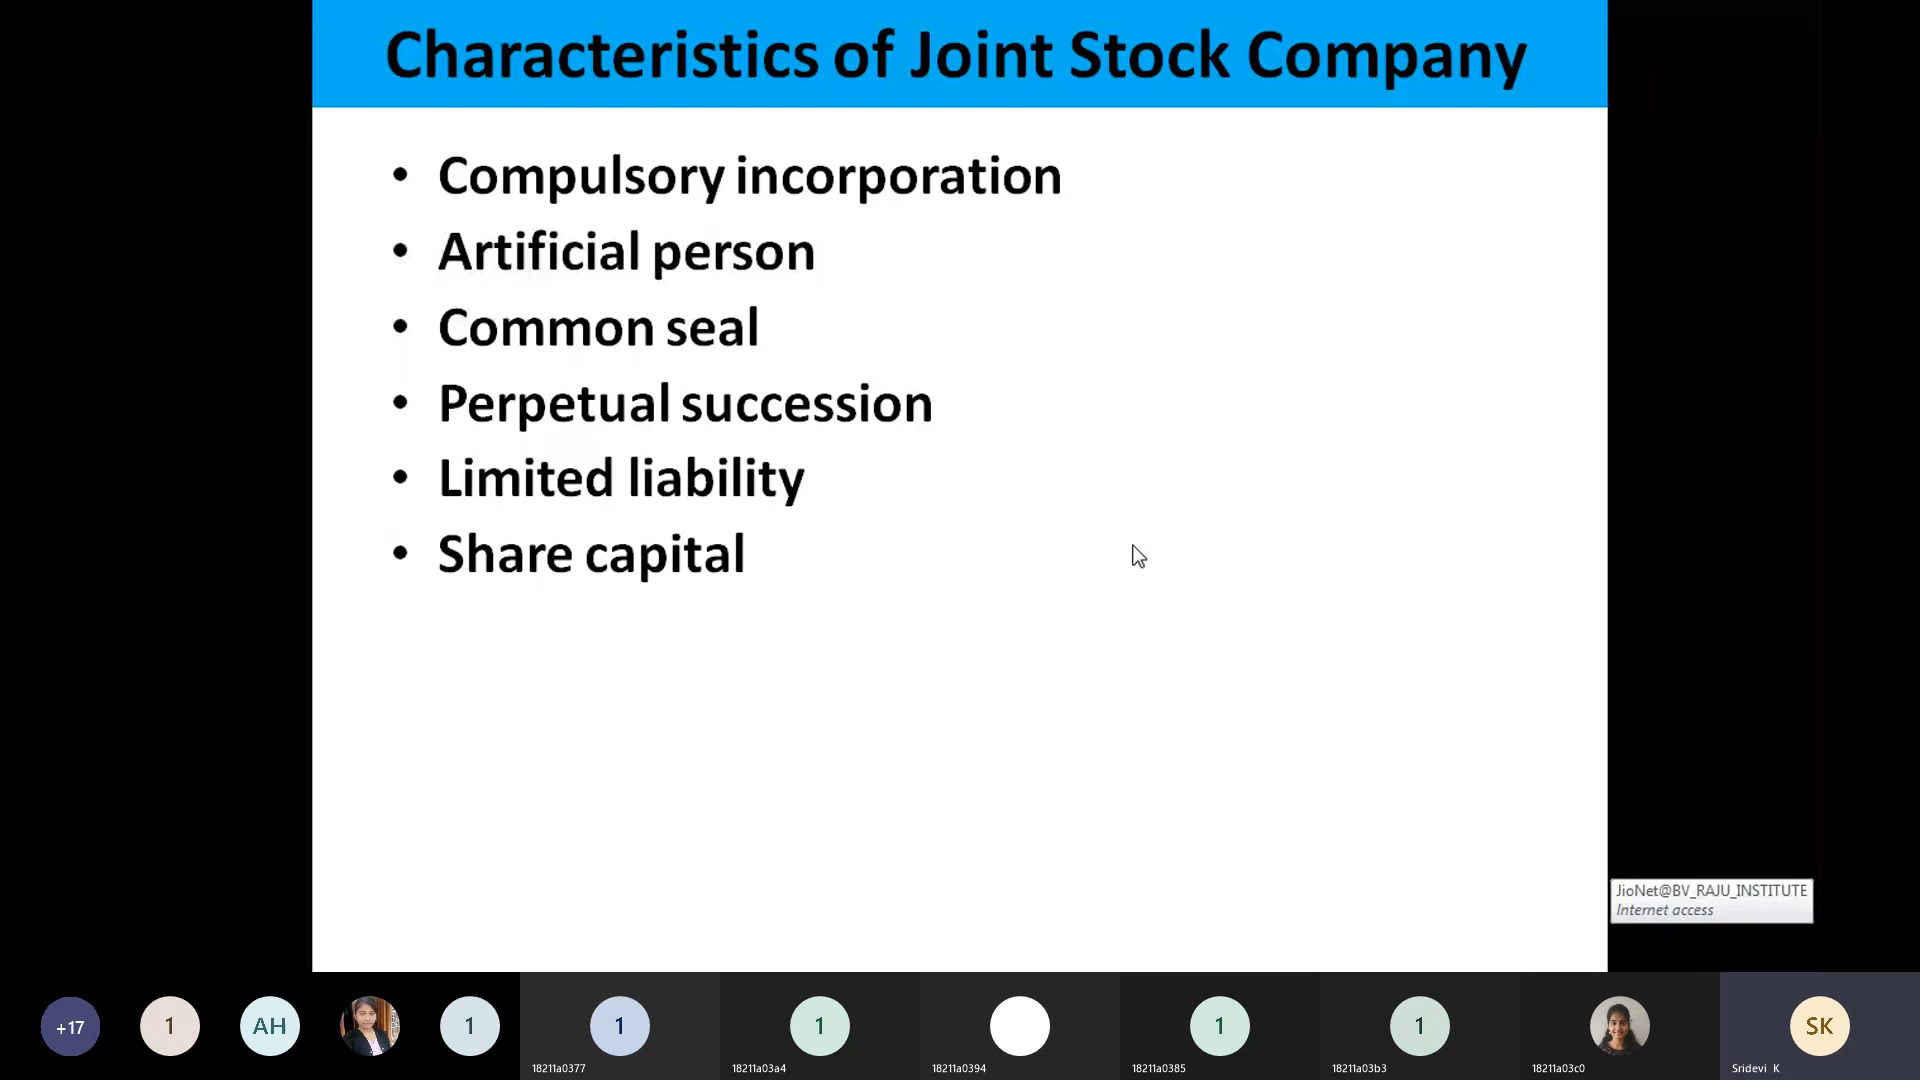 Characteristics of Joint Stock Company
• Compulsory incorporation
• Artificial person
• Common seal
• Perpetual succession
• Limited liability
• Share capital
JioNet@BV_RAJU_INSTITUTE
Internet access
+17
1
AH
1
1
1
1
1
SK
18211a0377
18211a03a4
18211a0394
18211a0385
18211a03b3
18211a03c0
Sridevi K